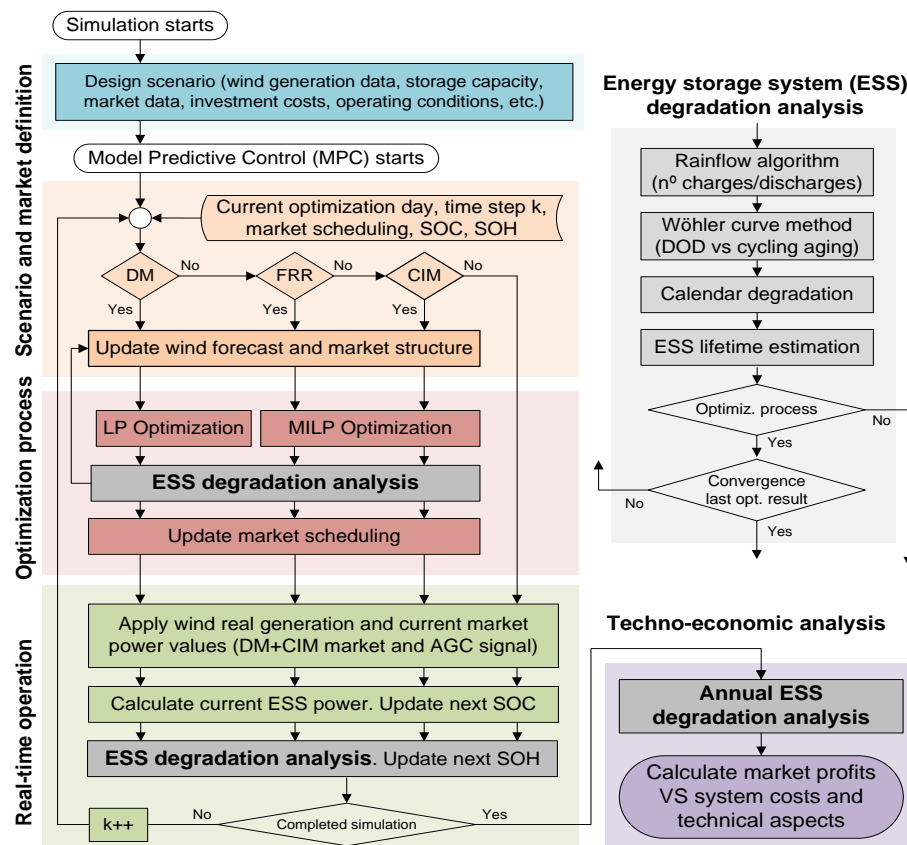 Simulation starts
Scenario and market definition
Design scenario (wind generation data, storage capacity,
market data, investment costs, operating conditions, etc.)
Model Predictive Control (MPC) starts
Current optimization day, time step k,
market scheduling, SOC, SOH
DM
No
FRR
No
CIM
No
Yes
Yes
Yes
Update wind forecast and market structure
Optimization process
LP Optimization
MILP Optimization
ESS degradation analysis
Update market scheduling
Real-time operation
Apply wind real generation and current market
power values (DM+CIM market and AGC signal)
Calculate current ESS power. Update next SOC
ESS degradation analysis. Update next SOH
Completed simulation
No
Yes
k++
Energy storage system (ESS)
degradation analysis
Rainflow algorithm
(nº charges/discharges)
Wöhler curve method
(DOD vs cycling aging)
Calendar degradation
ESS lifetime estimation
Optimiz. process
No
Yes
Convergence
last opt. result
No
Yes
Techno-economic analysis
Annual ESS
degradation analysis
Calculate market profits
VS system costs and
technical aspects